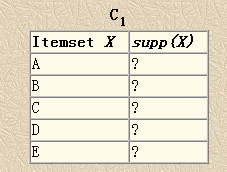 C1
Itemset X supp(X)
A ?
B ?
C ?
D ?
E ?